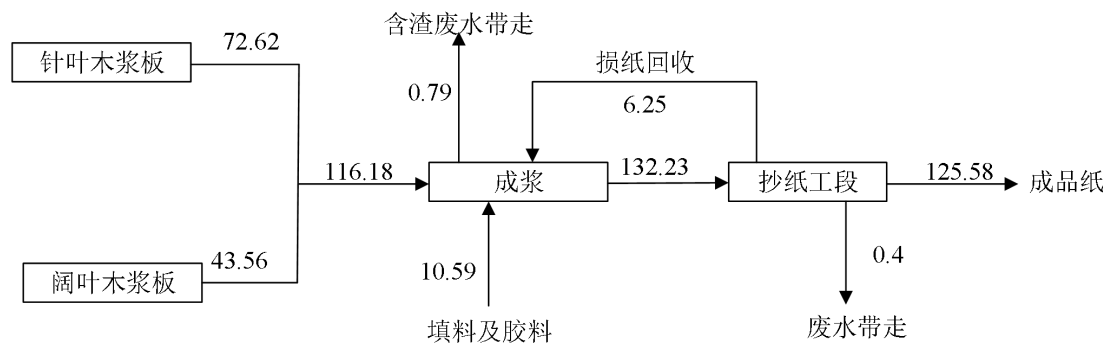 含渣废水带走
72.62
针叶木浆板
损纸回收
0.79
6.25
116.18
成浆
132.23
抄纸工段
125.58
成品纸
43.56
阔叶木浆板
10.59
0.4
填料及胶料
废水带走